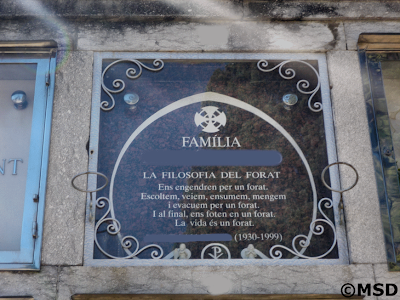 NT
FAMÍLIA
LA FILOSOFIA DEL FORAT
Ens engendren per un forat.
Escoltem, veiem, ensumem, mengem
i evacuem per un forat.
I al final, ens foten en un forat.
La vida és un forat.
(1930-1999)
©MSD